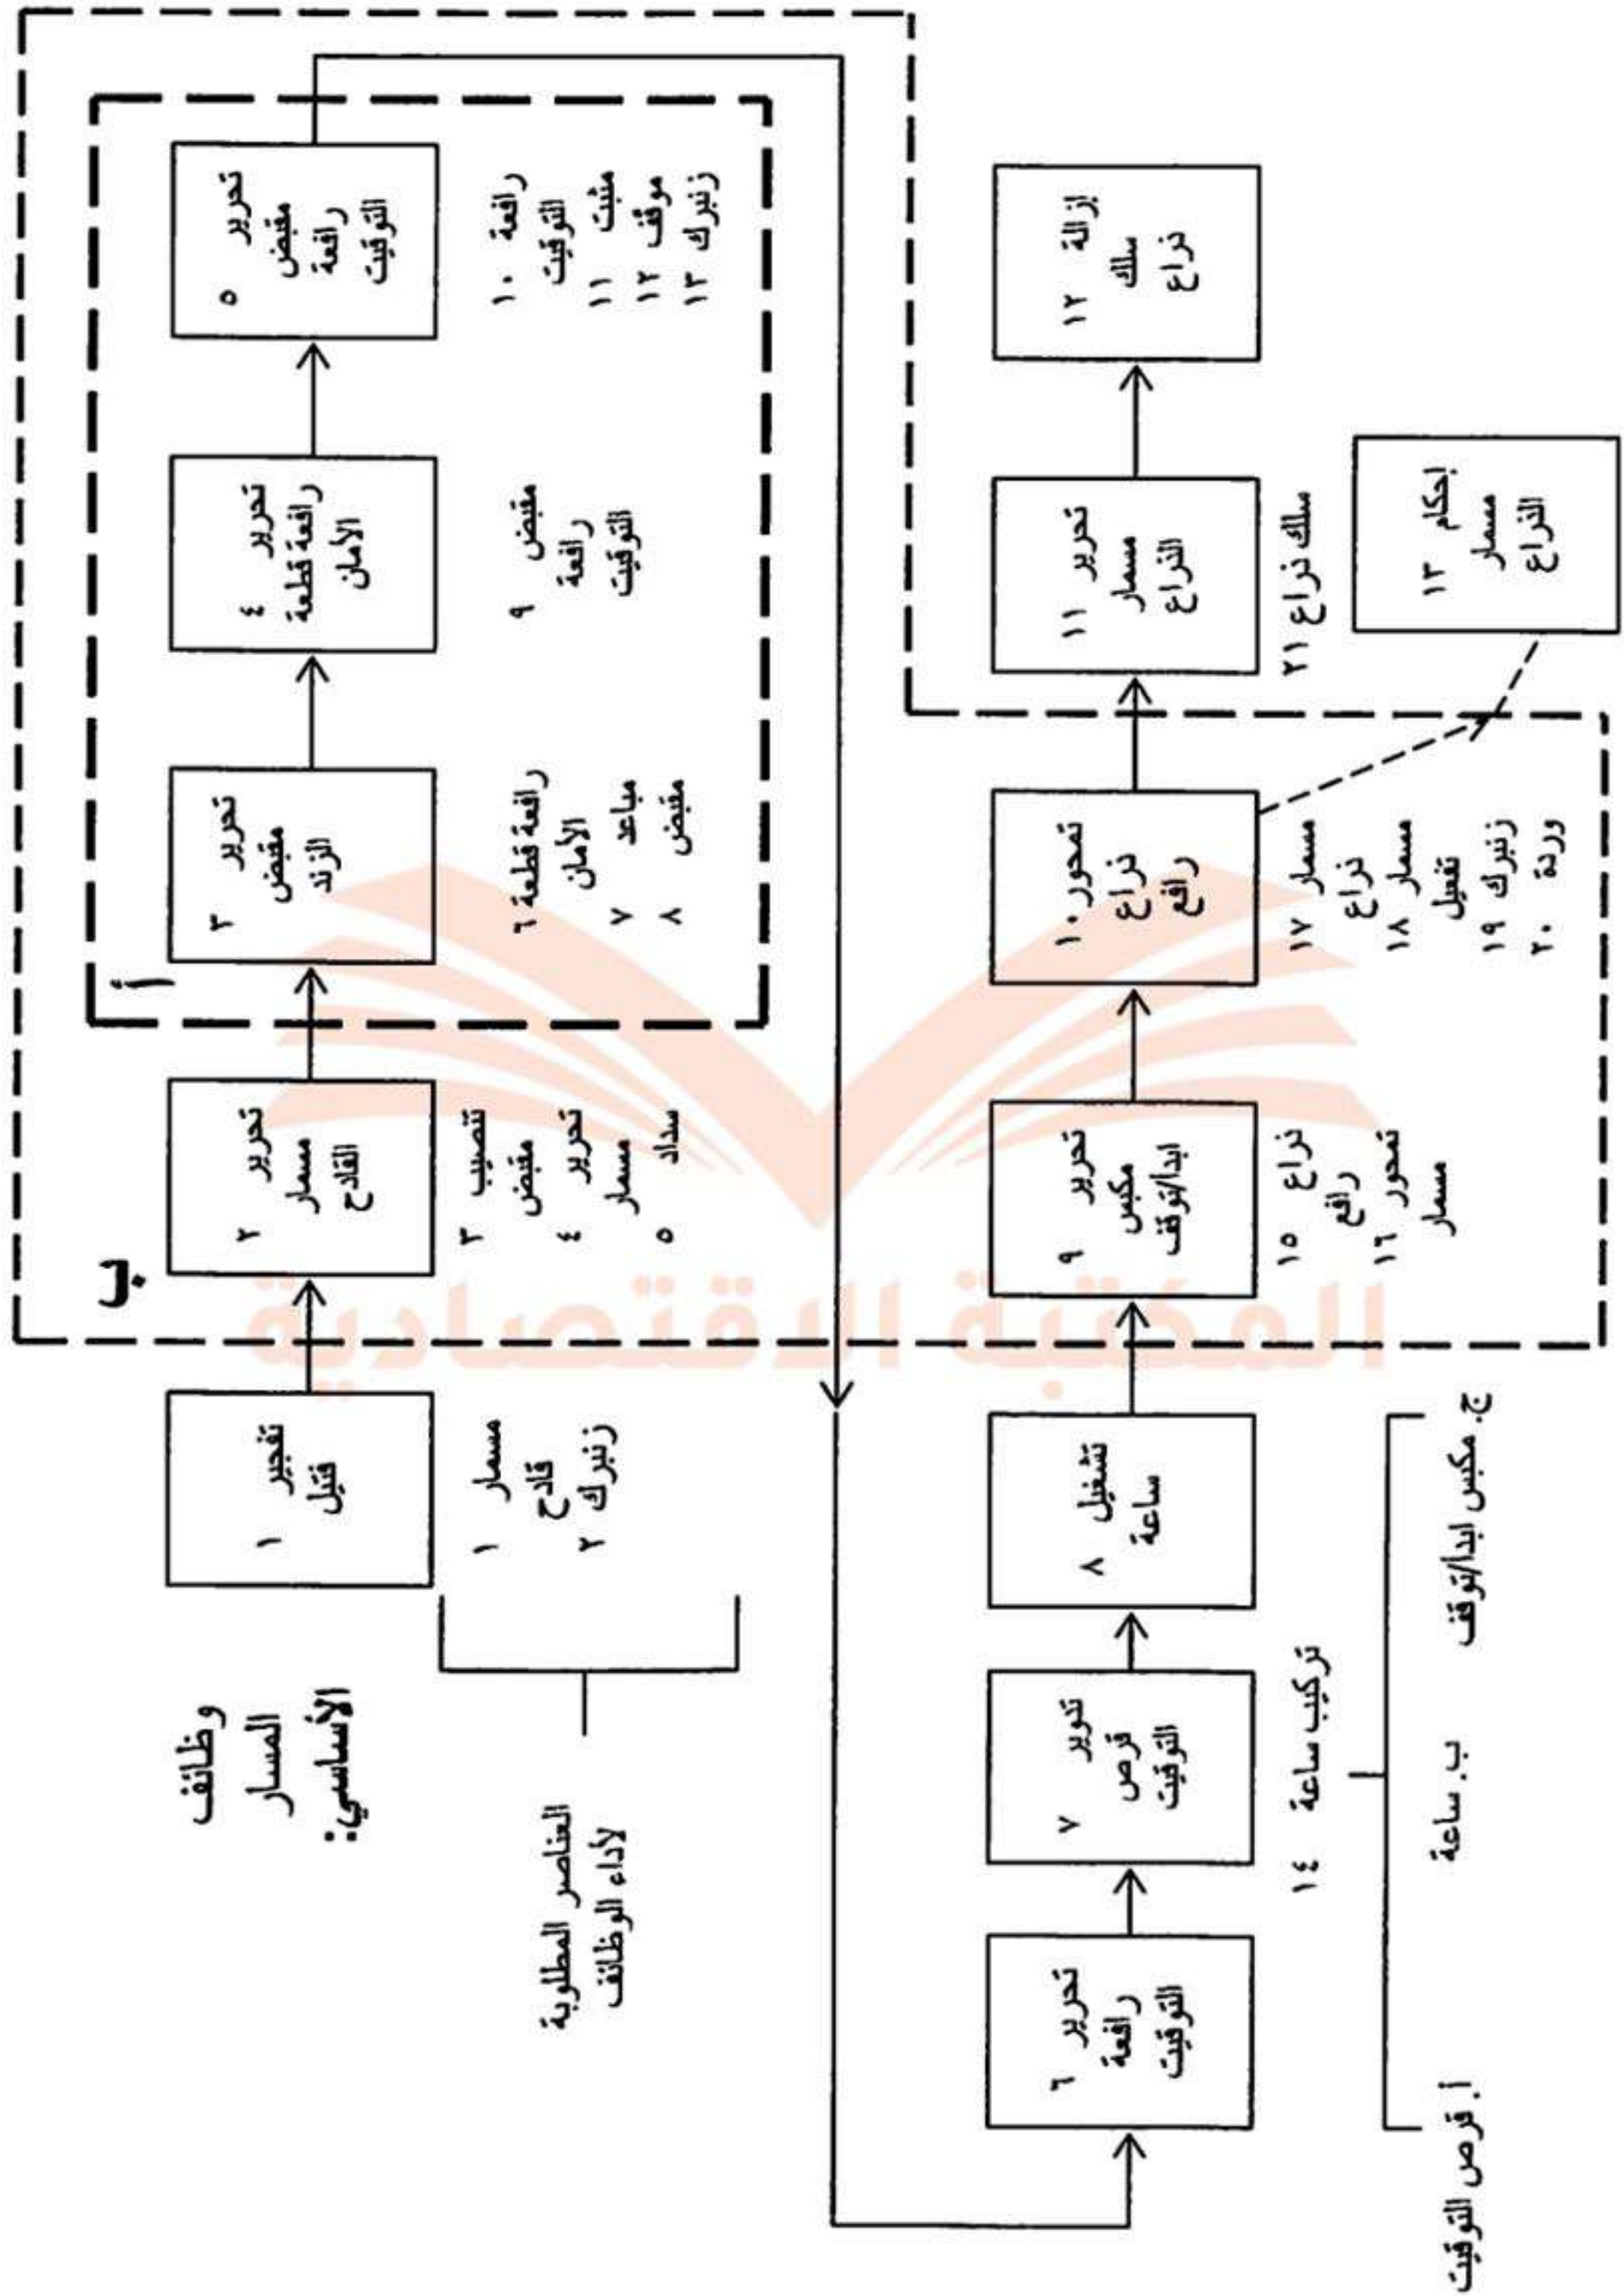 وظائف
المسار
الأساسي:
١ تفجير
فتيل
٢ تحرير
مسمار
القادح
٣ تحرير
مقبض
الزند
٤ تحرير
رافعة قطعة
الأمان
٥ تحرير
مقبض
رافعة
التوقيت
العناصر المطلوبة
لأداء الوظائف
١ مسمار
قادح
٢ زنبرك
ب
٣ تنصيب
مقبض
٤ تحرير
مسمار
٥ سداد
أ
٦ رافعة قطعة
الأمان
٧ مباعد
٨ مقبض
٩ مقبض
رافعة
التوقيت
١٠ رافعة
التوقيت
١١ مثبت
١٢ موقف
١٣ زنبرك
٦ تحرير
رافعة
التوقيت
٧ تدوير
قرص
التوقيت
٨ تشغيل
ساعة
٩ تحرير
مكبس
ابدا/توقف
١٠ تمحور
ذراع
رافع
١١ تحرير
مسمار
الذراع
١٢ إزالة
سلك
ذراع
١٤ تركيب ساعة
أ. قرص التوقيت
ب. ساعة
ج. مكبس ابدا/توقف
١٥ ذراع
رافع
١٦ تمحور
مسمار
١٧ مسمار
ذراع
١٨ مسمار
تفعيل
١٩ زنبرك
٢٠ وردة
٢١ سلك ذراع
١٣ إحكام
مسمار
الذراع
المكتبة الاقتصادية